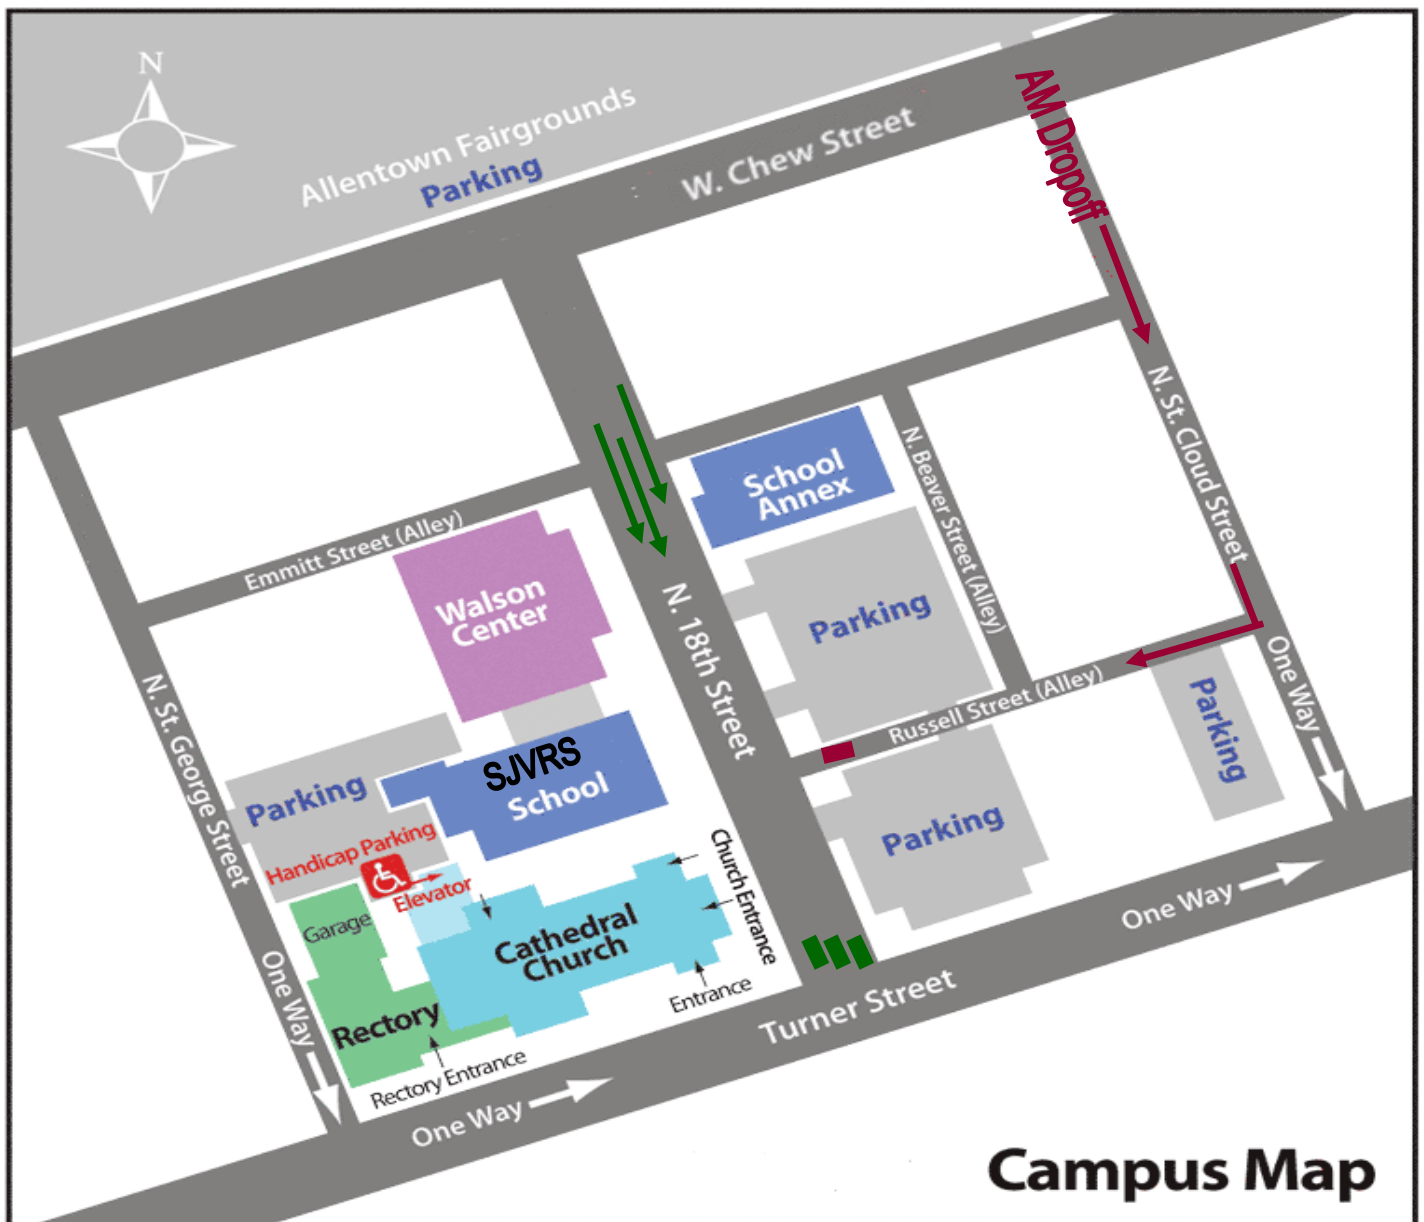 N
Allentown Fairgrounds
Parking
W. Chew Street
AM Dropoff
N. St. Cloud Street
One Way
School
Annex
N. Beaver Street (Alley)
Emmitt Street (Alley)
Walson
Center
N. 18th Street
Parking
Russell Street (Alley)
Parking
Parking
N. St. George Street
One Way
Parking
SJVRS
School
Handicap Parking
Elevator
Garage
Church Entrance
Cathedral
Church
Entrance
Rectory
Rectory Entrance
One Way
Turner Street
One Way
Campus Map